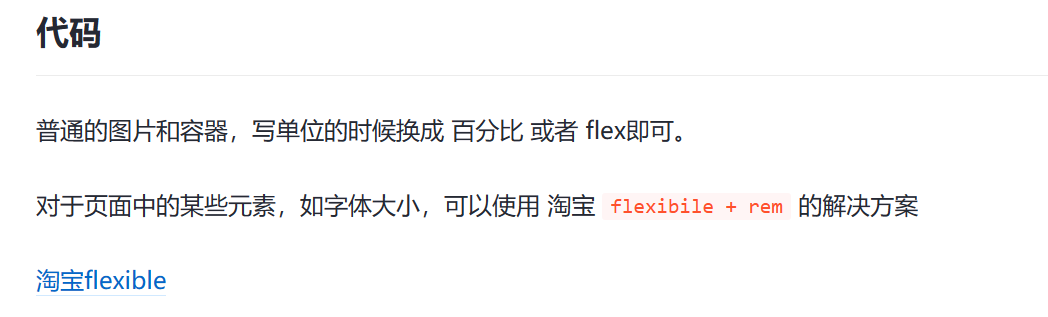 代码
普通的图片和容器，写单位的时候换成 百分比 或者 flex即可。
对于页面中的某些元素，如字体大小，可以使用 淘宝 flexibile + rem 的解决方案
淘宝flexible